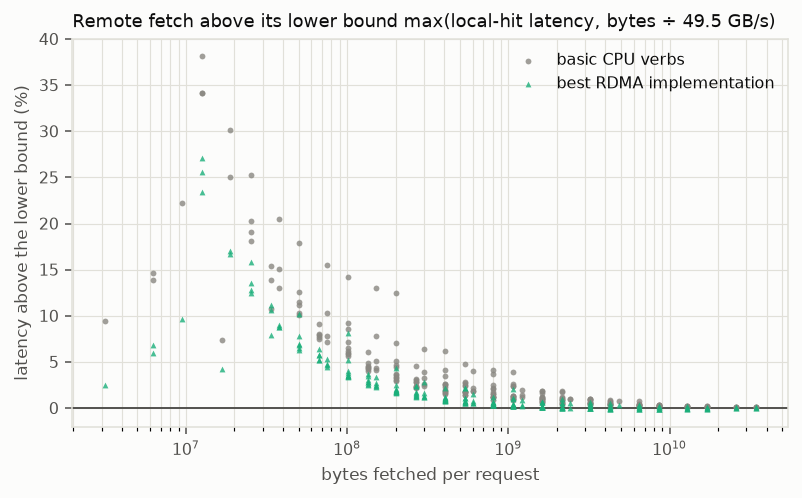 Remote fetch above its lower bound max(local-hit latency, bytes ÷ 49.5 GB/s)
latency above the lower bound (%)
40
35
30
25
20
15
10
5
0
basic CPU verbs
best RDMA implementation
10⁷
10⁸
10⁹
10¹⁰
bytes fetched per request